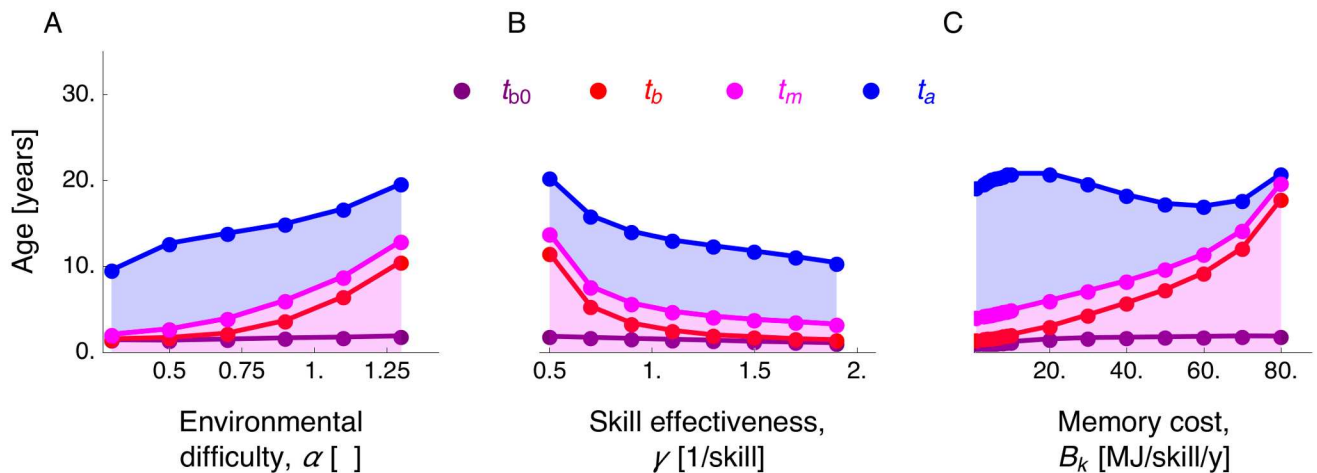 A B C
t_b0 t_b t_m t_a
Age [years]
30.
20.
10.
0.
0.5 0.75 1. 1.25
0.5 1. 1.5 2.
20. 40. 60. 80.
Environmental
difficulty, α [ ]
Skill effectiveness,
γ [1/skill]
Memory cost,
B_k [MJ/skill/y]